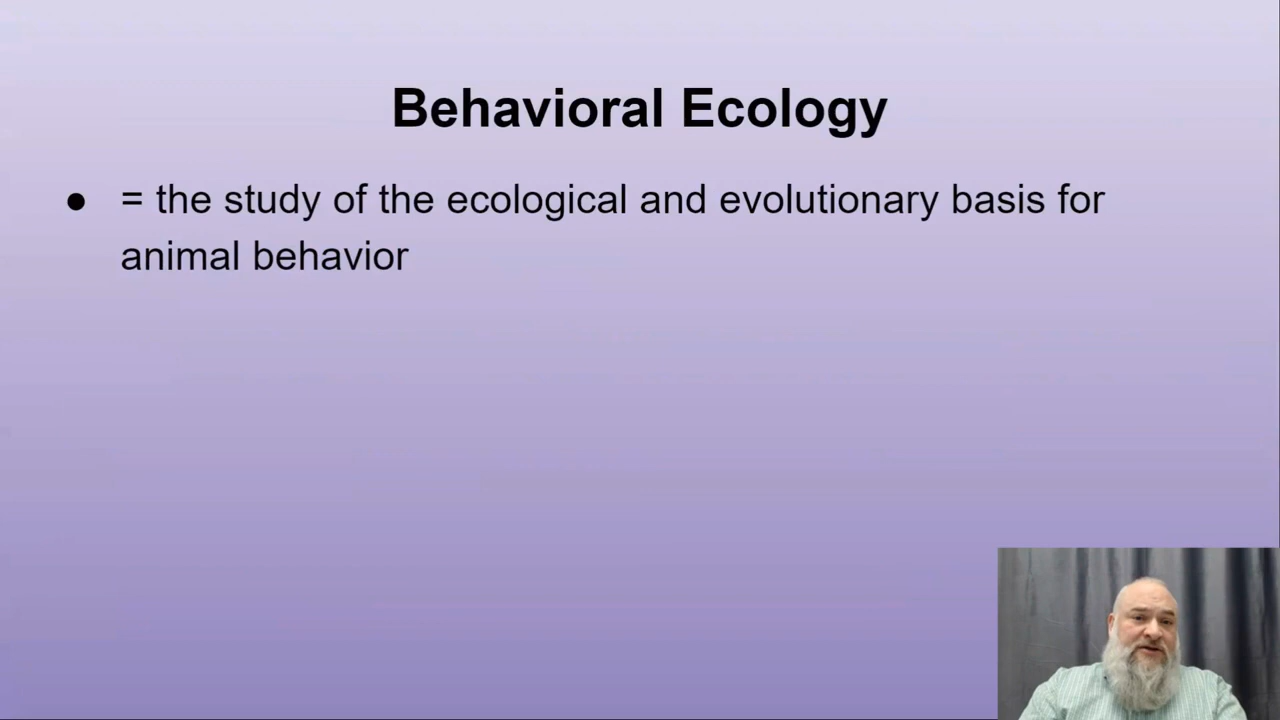 Behavioral Ecology
● = the study of the ecological and evolutionary basis for
animal behavior